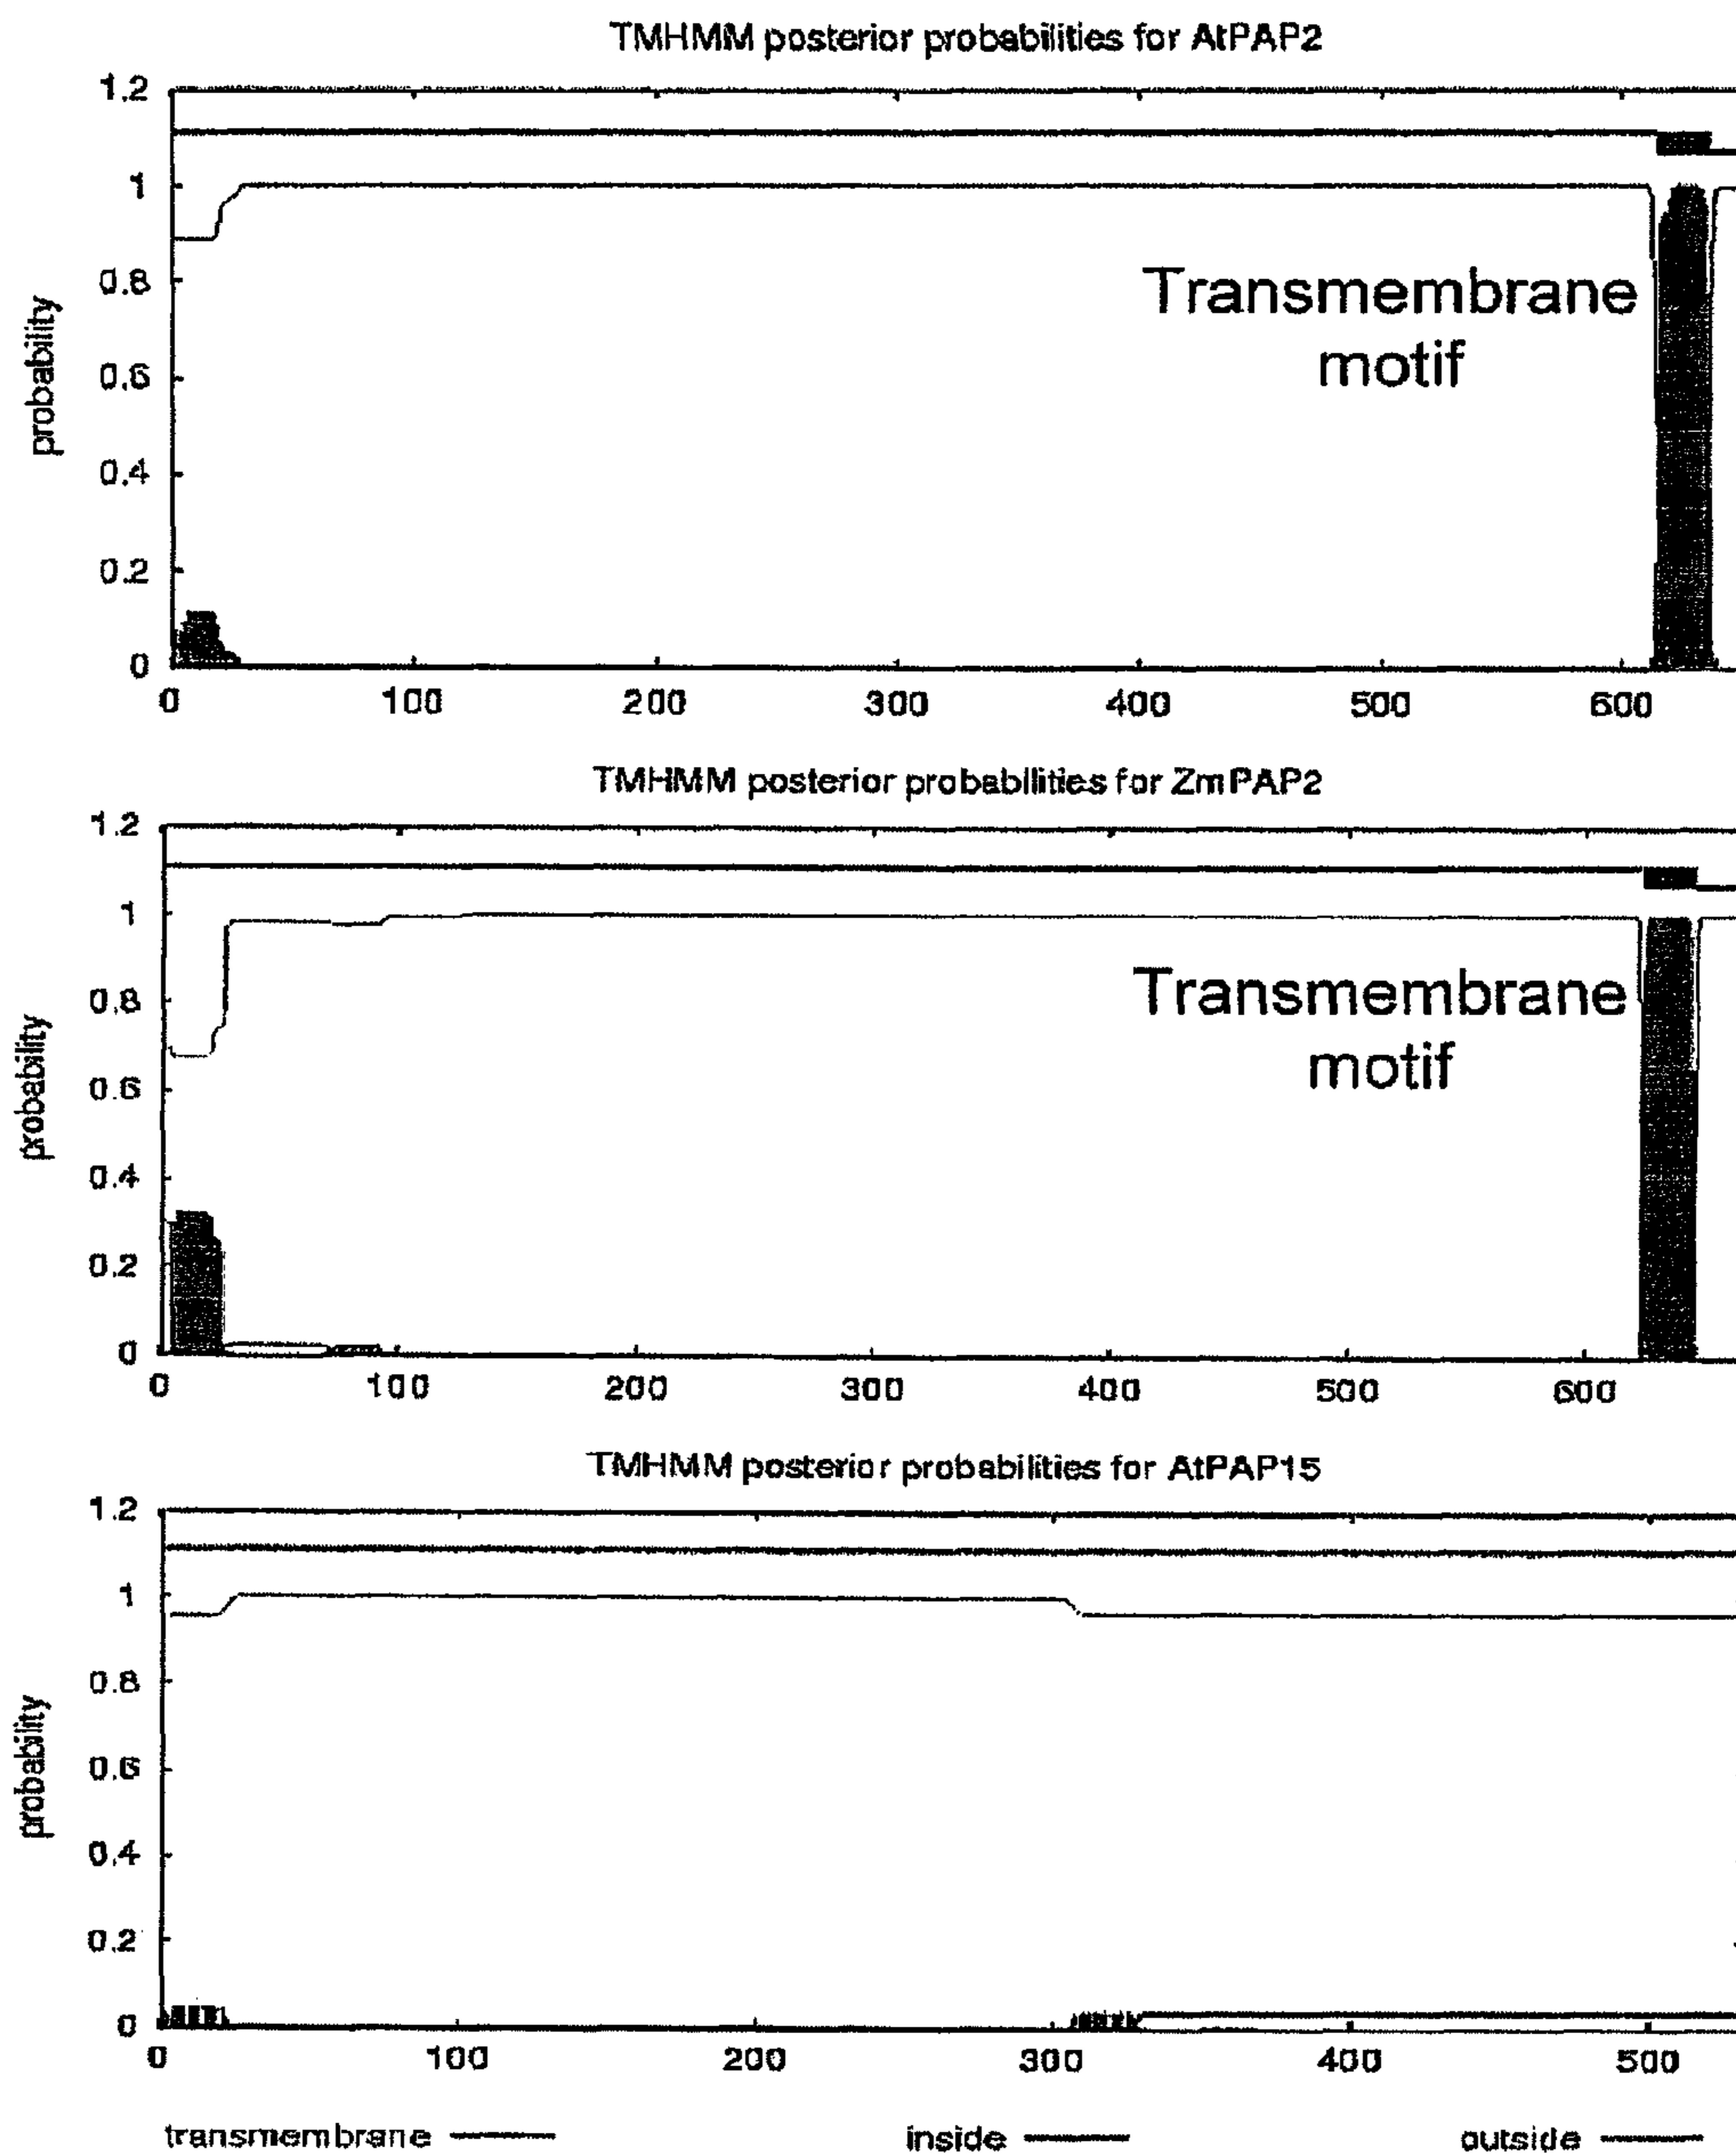 TMHMM posterior probabilities for AtPAP2
1.2
1
0.8
0.6
0.4
0.2
0
probability
Transmembrane
motif
0 100 200 300 400 500 600
TMHMM posterior probabilities for ZmPAP2
1.2
1
0.8
0.6
0.4
0.2
0
probability
Transmembrane
motif
0 100 200 300 400 500 600
TMHMM posterior probabilities for AtPAP15
1.2
1
0.8
0.6
0.4
0.2
0
probability
0 100 200 300 400 500
transmembrane inside outside